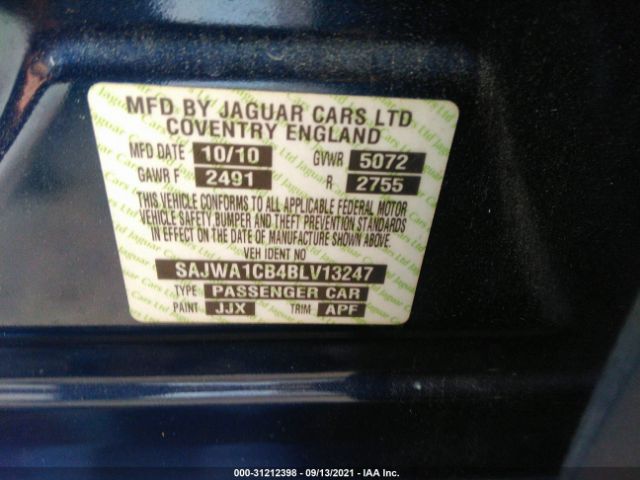 MFD BY JAGUAR CARS LTD
COVENTRY ENGLAND
MFD DATE 10/10 GVWR 5072
GAWR F 2491 R 2755
THIS VEHICLE CONFORMS TO ALL APPLICABLE FEDERAL MOTOR
VEHICLE SAFETY, BUMPER AND THEFT PREVENTION STANDARDS
IN EFFECT ON THE DATE OF MANUFACTURE SHOWN ABOVE.
VEH IDENT NO
SAJWA1CB4BLV13247
TYPE PASSENGER CAR
PAINT JJX TRIM APF
000-31212398 - 09/13/2021 - IAA Inc.